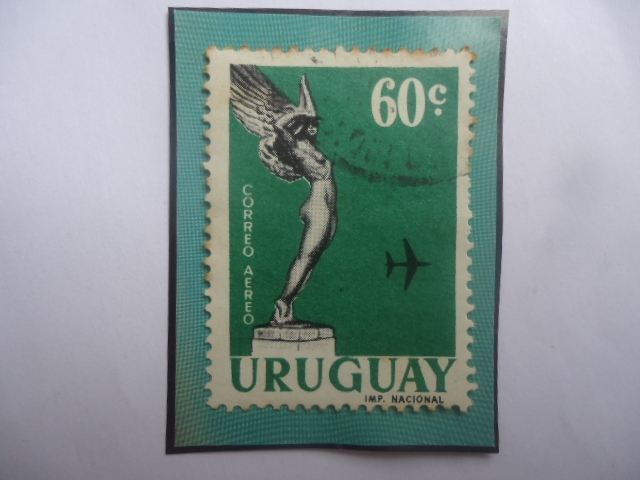 60c.
CORREO AEREO
URUGUAY
IMP. NACIONAL